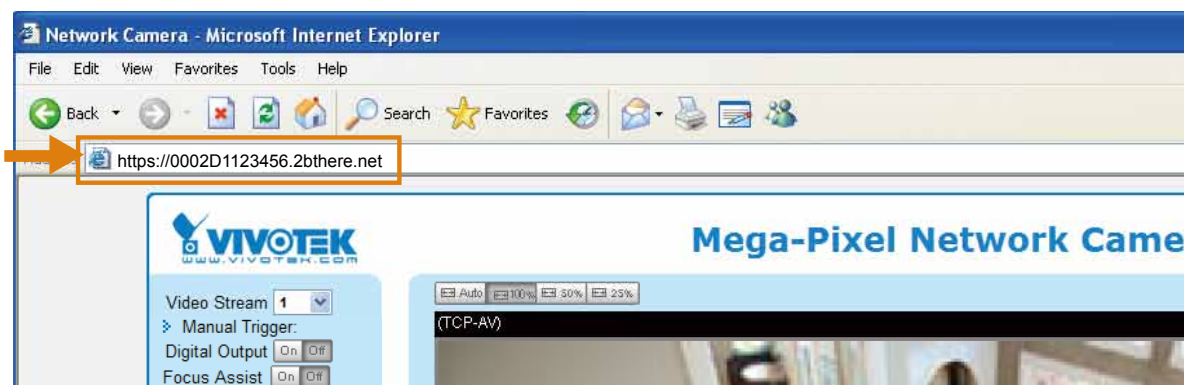 Network Camera - Microsoft Internet Explorer
File Edit View Favorites Tools Help
Back Search Favorites
https://0002D1123456.2bthere.net
VIVOTEK
www.vivotek.com
Mega-Pixel Network Came
Auto 100% 50% 25%
Video Stream 1
(TCP-AV)
Manual Trigger:
Digital Output On Off
Focus Assist On Off